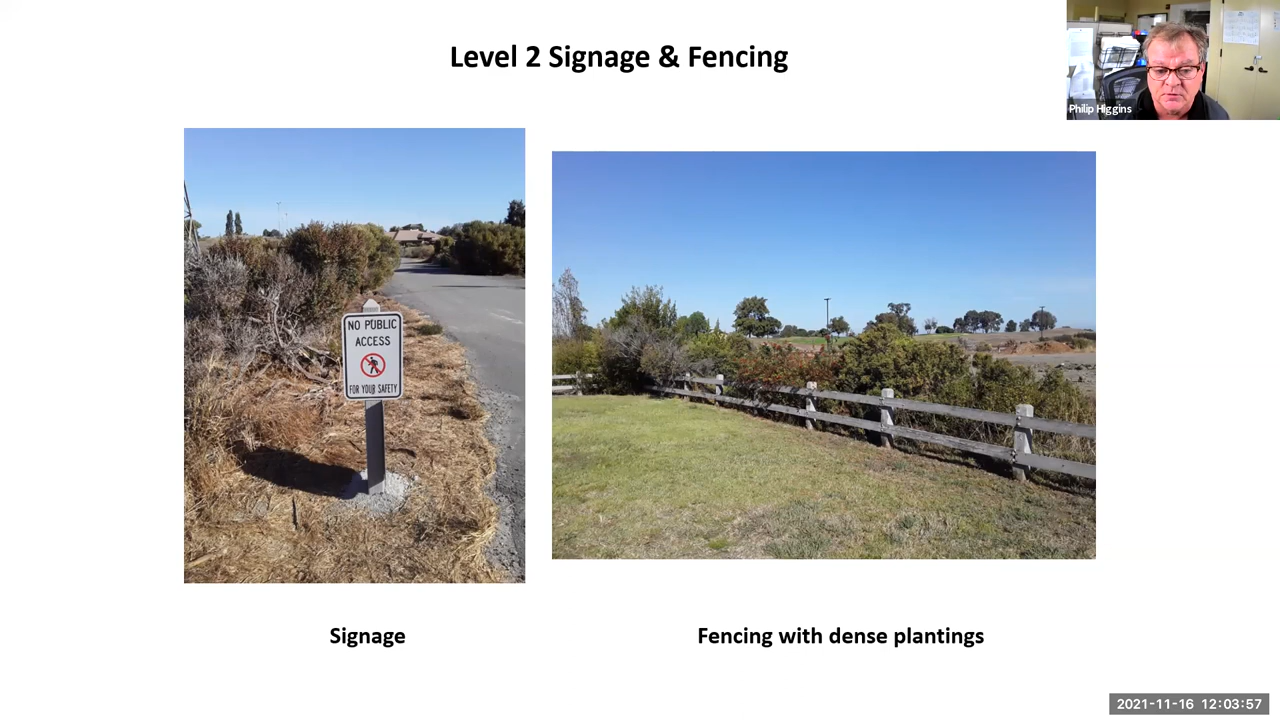 Level 2 Signage & Fencing
Philip Higgins
NO PUBLIC
ACCESS
FOR YOUR SAFETY
Signage
Fencing with dense plantings
2021-11-16 12:03:57